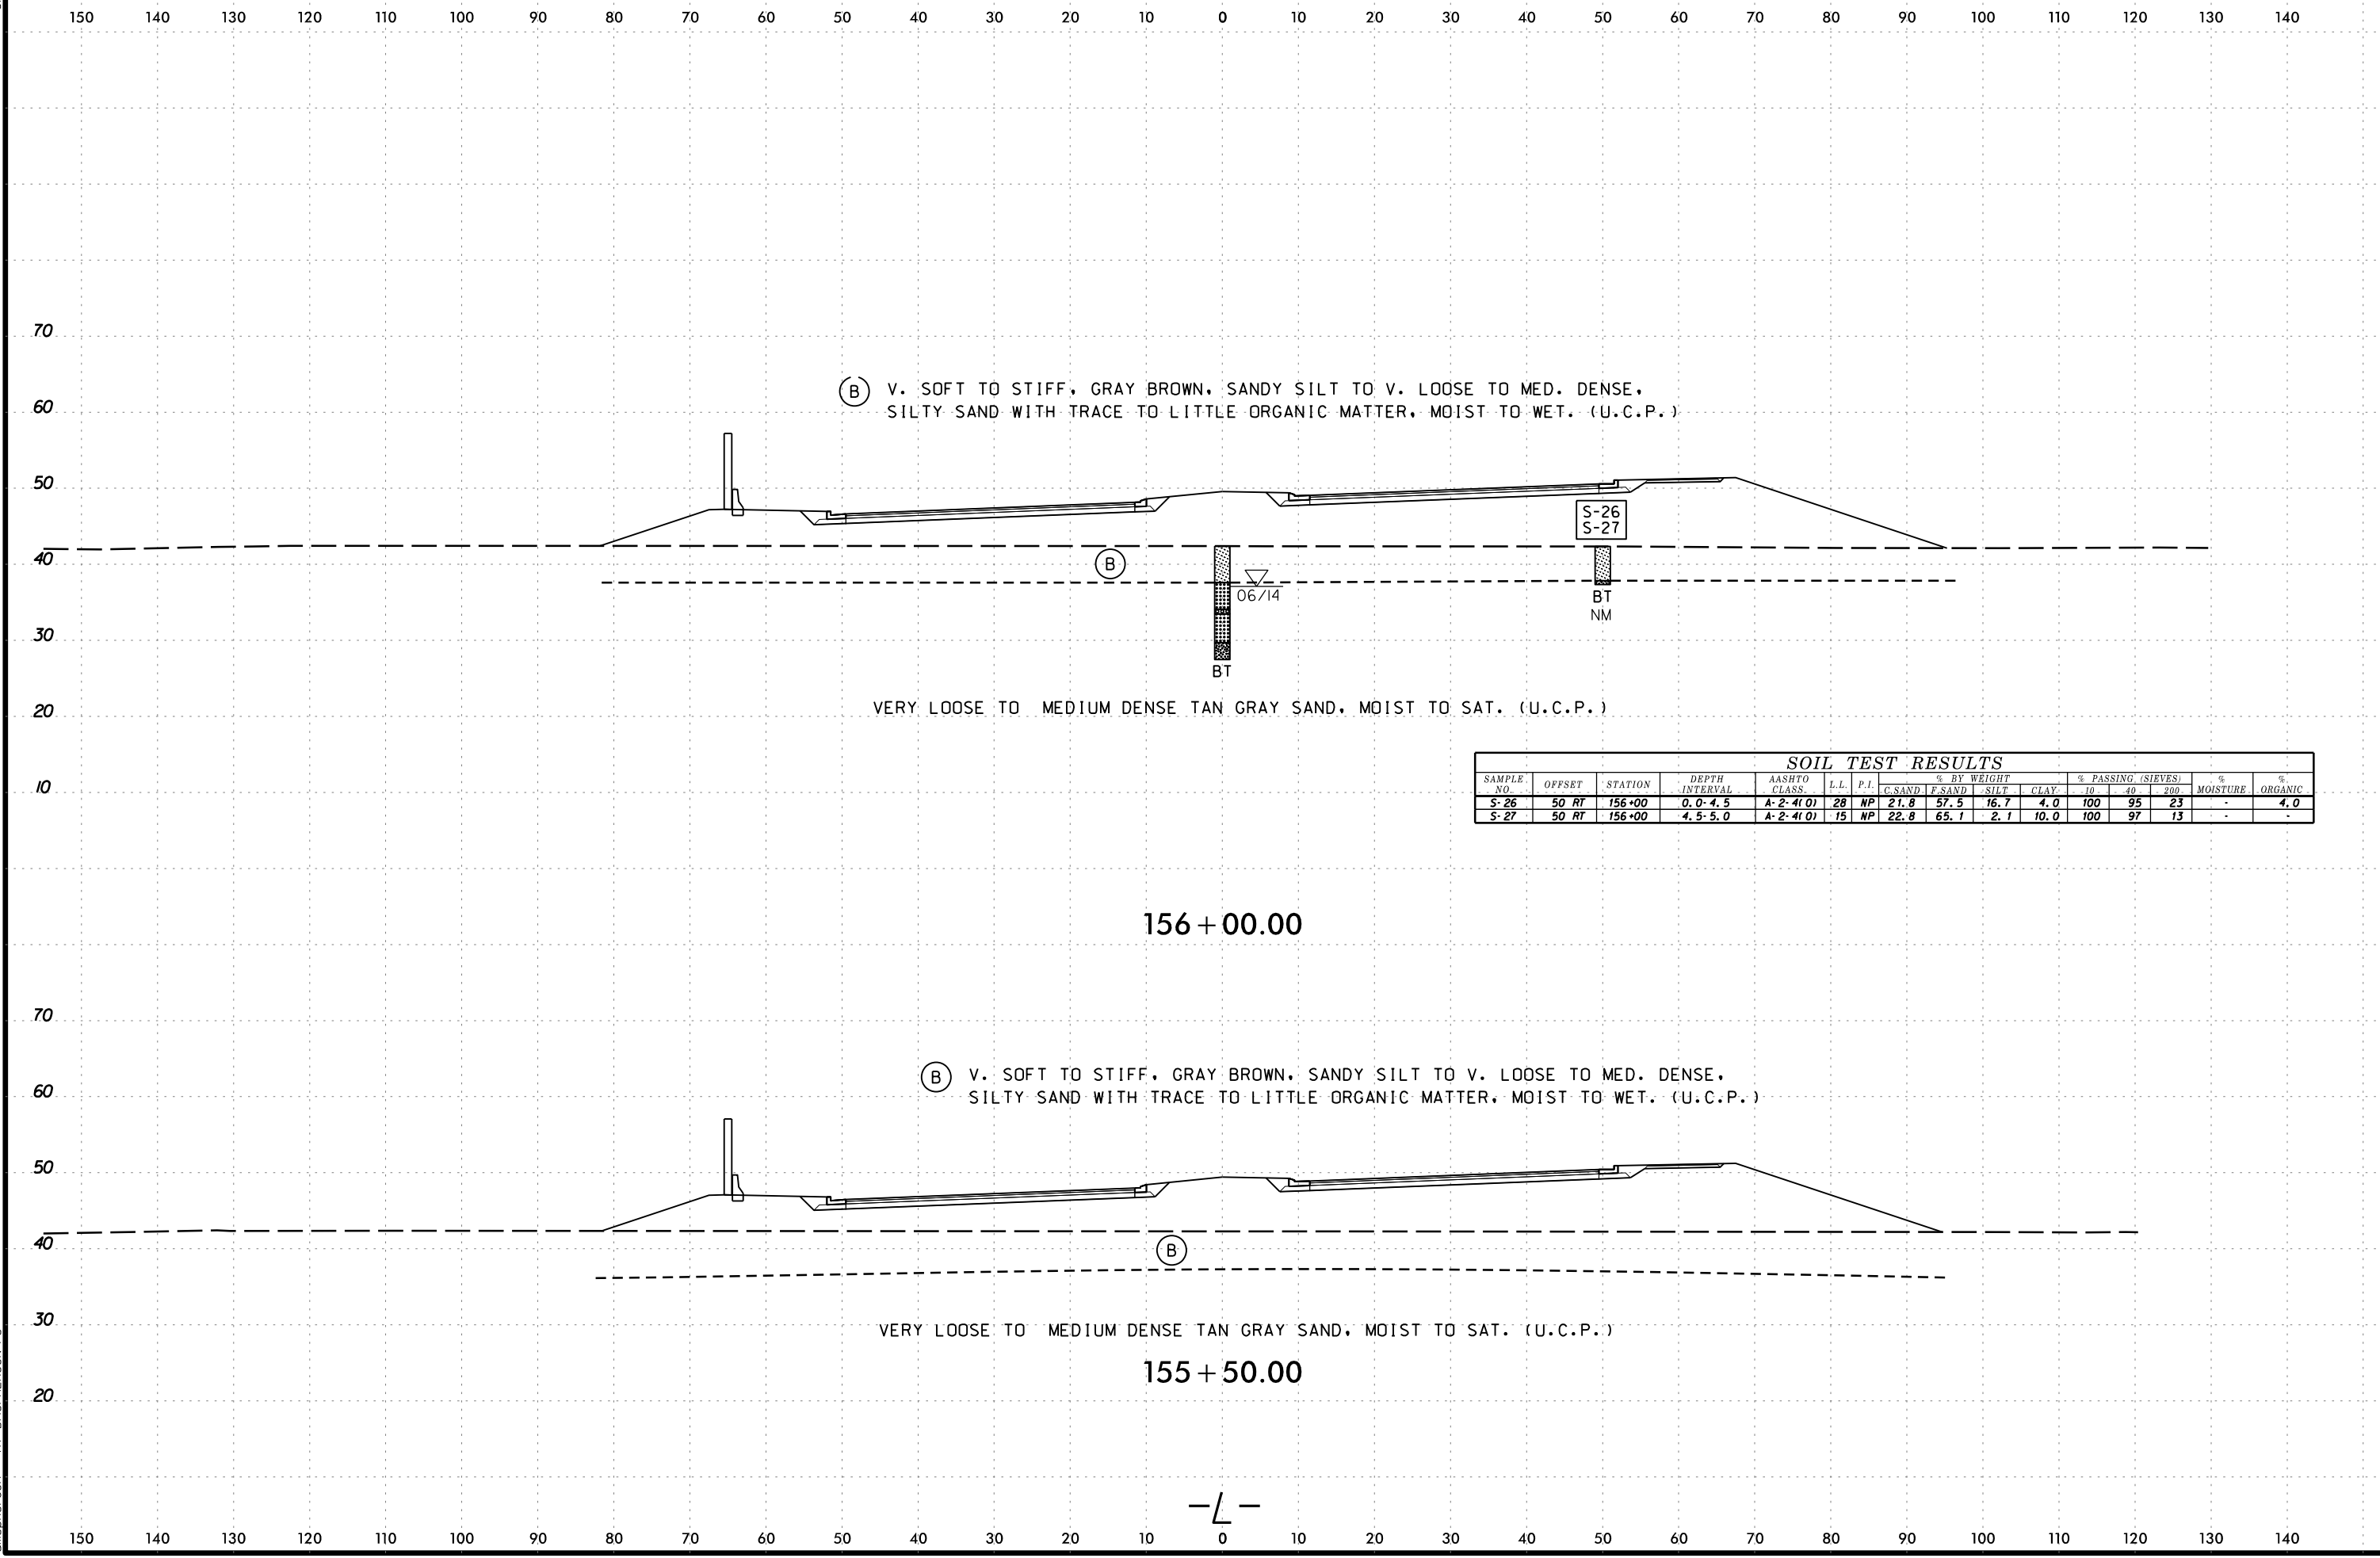 150 140 130 120 110 100 90 80 70 60 50 40 30 20 10 0 10 20 30 40 50 60 70 80 90 100 110 120 130 140
70
Ⓑ V. SOFT TO STIFF, GRAY BROWN, SANDY SILT TO V. LOOSE TO MED. DENSE,
60
SILTY SAND WITH TRACE TO LITTLE ORGANIC MATTER, MOIST TO WET. (U.C.P.)
50
S-26
S-27
40
Ⓑ
06/14
BT
NM
30
BT
20
VERY LOOSE TO MEDIUM DENSE TAN GRAY SAND, MOIST TO SAT. (U.C.P.)
10
SOIL TEST RESULTS
SAMPLE NO. OFFSET STATION DEPTH INTERVAL AASHTO CLASS. L.L. P.I. % BY WEIGHT % PASSING (SIEVES) % MOISTURE % ORGANIC
C.SAND F.SAND SILT CLAY 10 40 200
S-26 50 RT 156+00 0.0-4.5 A-2-4(0) 28 NP 21.8 57.5 16.7 4.0 100 95 23 - 4.0
S-27 50 RT 156+00 4.5-5.0 A-2-4(0) 15 NP 22.8 65.1 2.1 10.0 100 97 13 - -
156+00.00
70
Ⓑ V. SOFT TO STIFF, GRAY BROWN, SANDY SILT TO V. LOOSE TO MED. DENSE,
60
SILTY SAND WITH TRACE TO LITTLE ORGANIC MATTER, MOIST TO WET. (U.C.P.)
50
40
Ⓑ
30
VERY LOOSE TO MEDIUM DENSE TAN GRAY SAND, MOIST TO SAT. (U.C.P.)
155+50.00
20
-L-
150 140 130 120 110 100 90 80 70 60 50 40 30 20 10 0 10 20 30 40 50 60 70 80 90 100 110 120 130 140